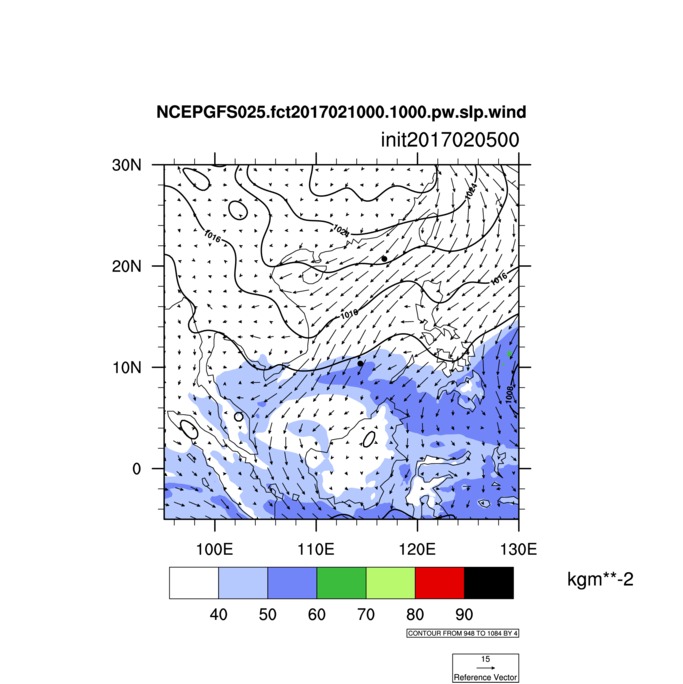 NCEPGFS025.fct2017021000.1000.pw.slp.wind
init2017020500
30N
1024
1016
1024
20N
1016
1016
10N
1008
0
100E 110E 120E 130E
kgm**-2
40 50 60 70 80 90
CONTOUR FROM 948 TO 1084 BY 4
15
Reference Vector